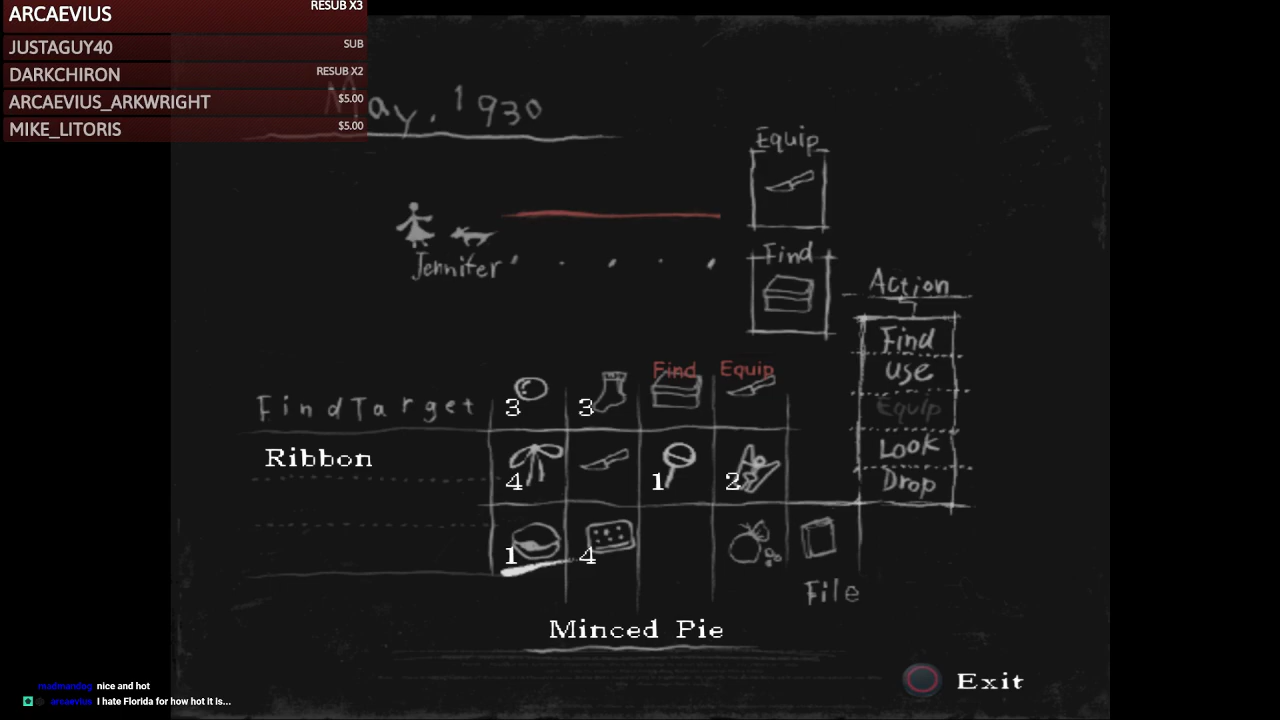 ARCAEVIUS RESUB X3
JUSTAGUY40 SUB
DARKCHIRON RESUB X2
ARCAEVIUS_ARKWRIGHT $5.00
MIKE_LITORIS $5.00
May, 1930
Equip
Jennifer
Find
Action
Find
Use
Equip
Look
Drop
Find Equip
FindTarget 3 3
Ribbon 4 1 2
1 4
File
Minced Pie
Exit
madmandog nice and hot
arcaevius I hate Florida for how hot it is...